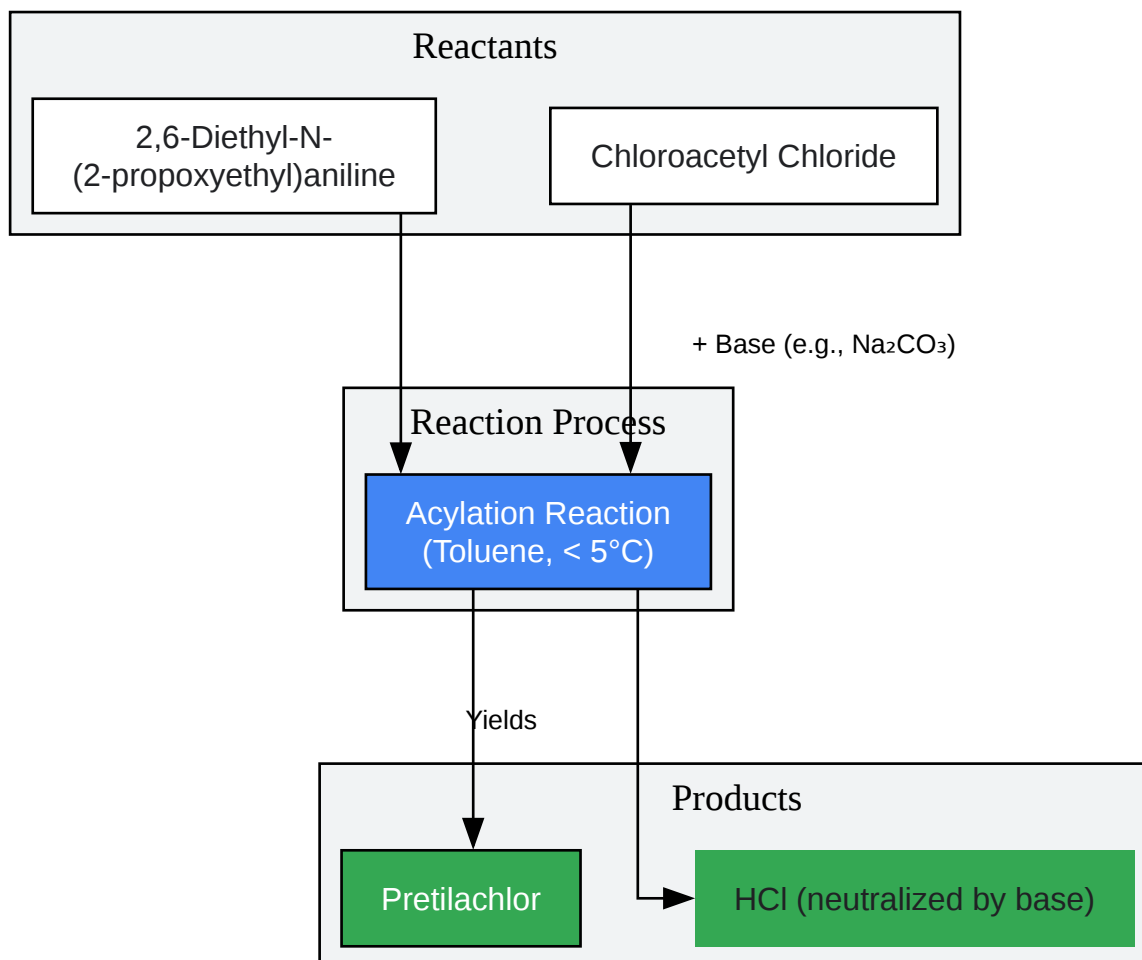 Reactants
2,6-Diethyl-N-
(2-propoxyethyl)aniline
Chloroacetyl Chloride
+ Base (e.g., Na₂CO₃)
Reaction Process
Acylation Reaction
(Toluene, < 5°C)
Yields
Products
Pretilachlor
HCl (neutralized by base)